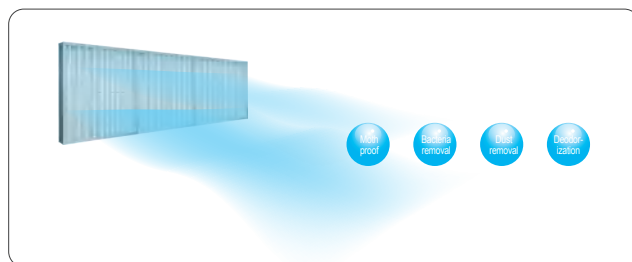 Moth
proof
Bacteria
removal
Dust
removal
Deodor-
ization